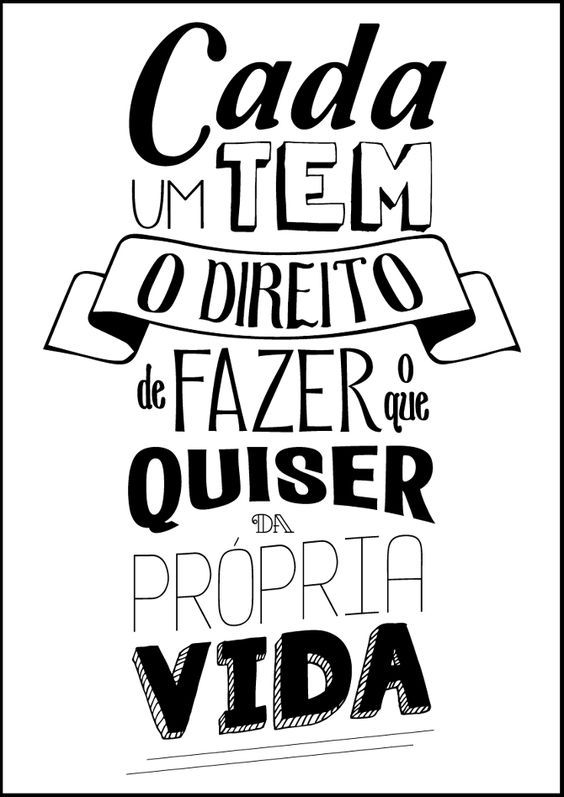 Cada
UM TEM
O DIREITO
de FAZER o que
QUISER
DA
PRÓPRIA
VIDA